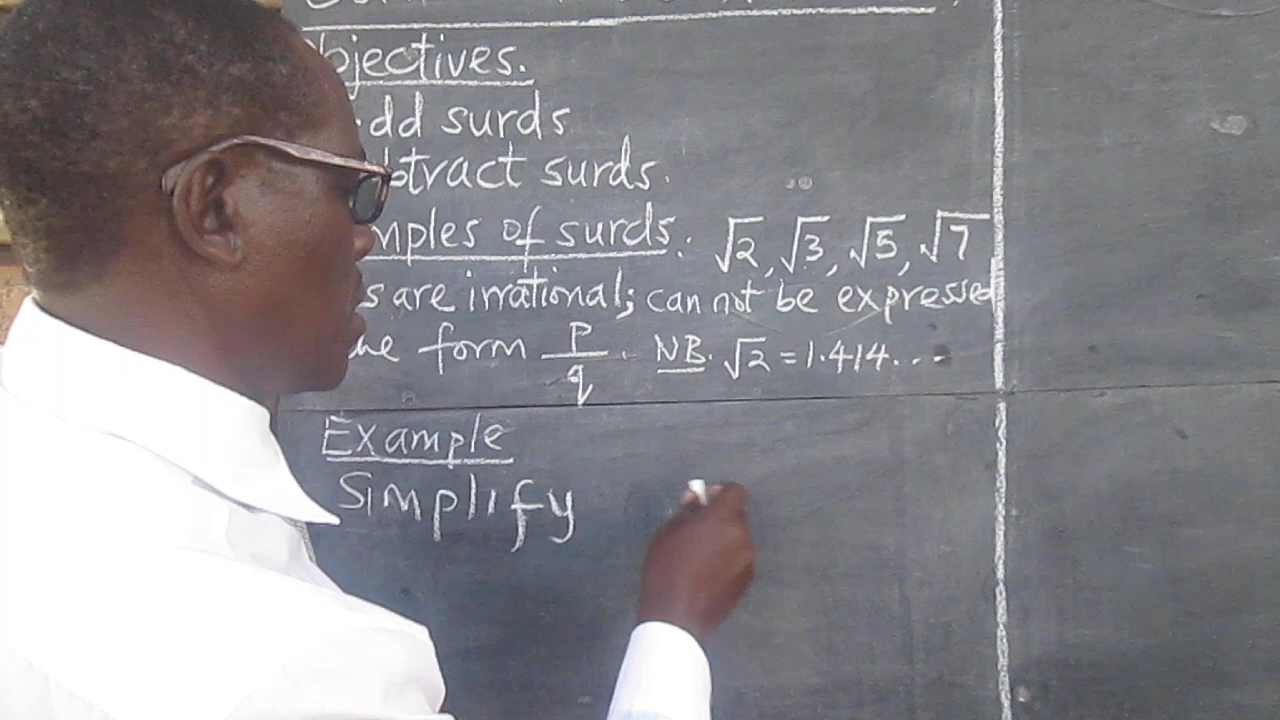 bjectives.
dd surds
btract surds.
mples of surds. √2, √3, √5, √7
s are irrational; can not be expressed
he form p/q. NB. √2 = 1.414...
Example
Simplify